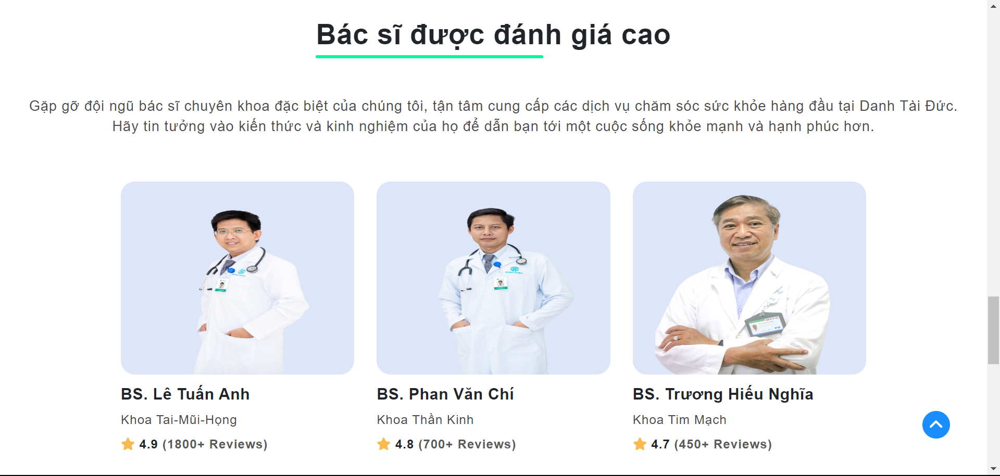 Bác sĩ được đánh giá cao
Gặp gỡ đội ngũ bác sĩ chuyên khoa đặc biệt của chúng tôi, tận tâm cung cấp các dịch vụ chăm sóc sức khỏe hàng đầu tại Danh Tài Đức.
Hãy tin tưởng vào kiến thức và kinh nghiệm của họ để dẫn bạn tới một cuộc sống khỏe mạnh và hạnh phúc hơn.
BS. Lê Tuấn Anh
Khoa Tai-Mũi-Họng
4.9 (1800+ Reviews)
BS. Phan Văn Chí
Khoa Thần Kinh
4.8 (700+ Reviews)
BS. Trương Hiếu Nghĩa
Khoa Tim Mạch
4.7 (450+ Reviews)